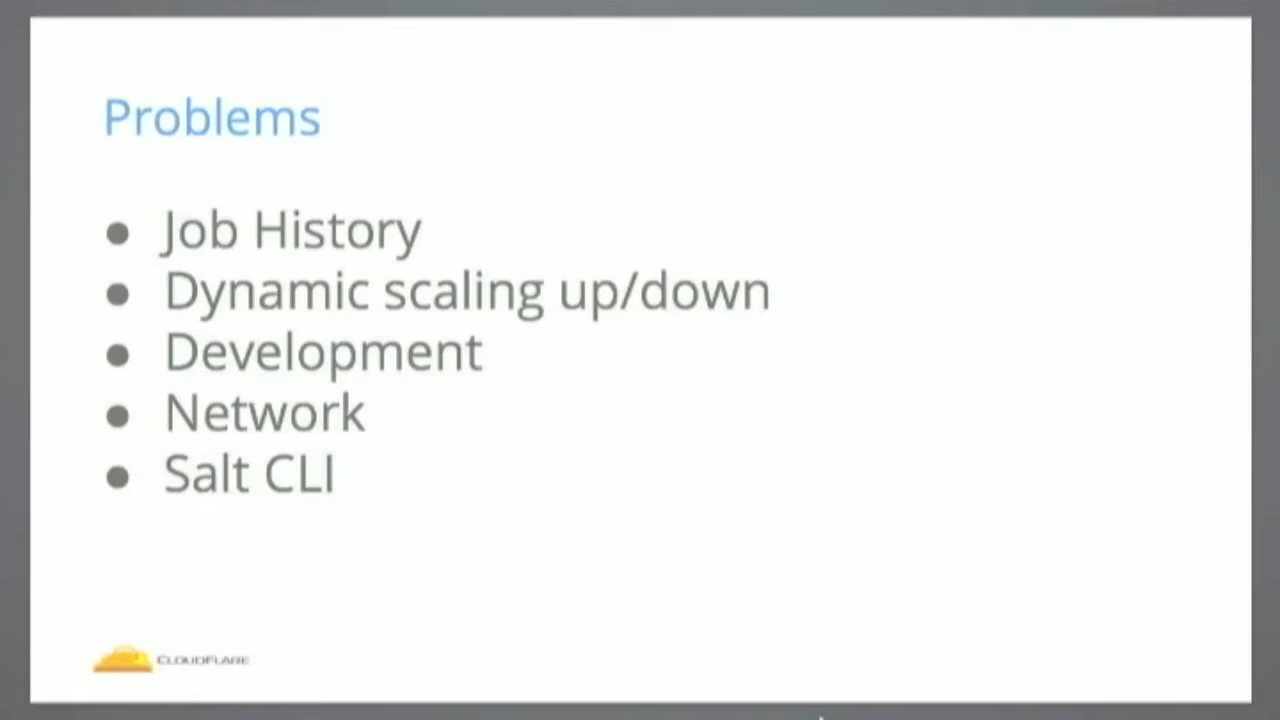 Problems
● Job History
● Dynamic scaling up/down
● Development
● Network
● Salt CLI
CLOUDFLARE